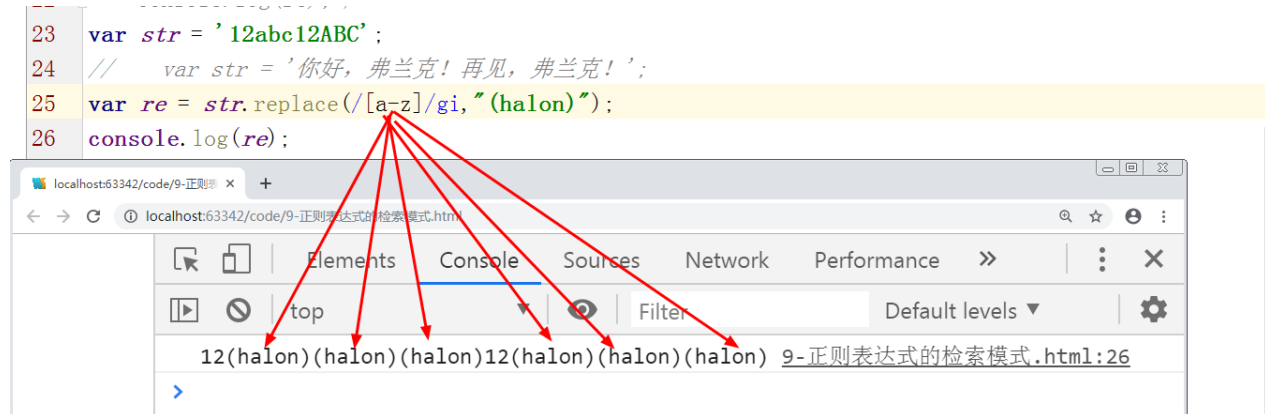 23 var str = '12abc12ABC';
24 // var str = '你好，弗兰克！再见，弗兰克！';
25 var re = str.replace(/[a-z]/gi,"(halon)");
26 console.log(re);
localhost:63342/code/9-正则 × +
localhost:63342/code/9-正则表达式的检索模式.html
Elements Console Sources Network Performance »
top ▼ Filter Default levels ▼
12(halon)(halon)(halon)12(halon)(halon)(halon) 9-正则表达式的检索模式.html:26
>